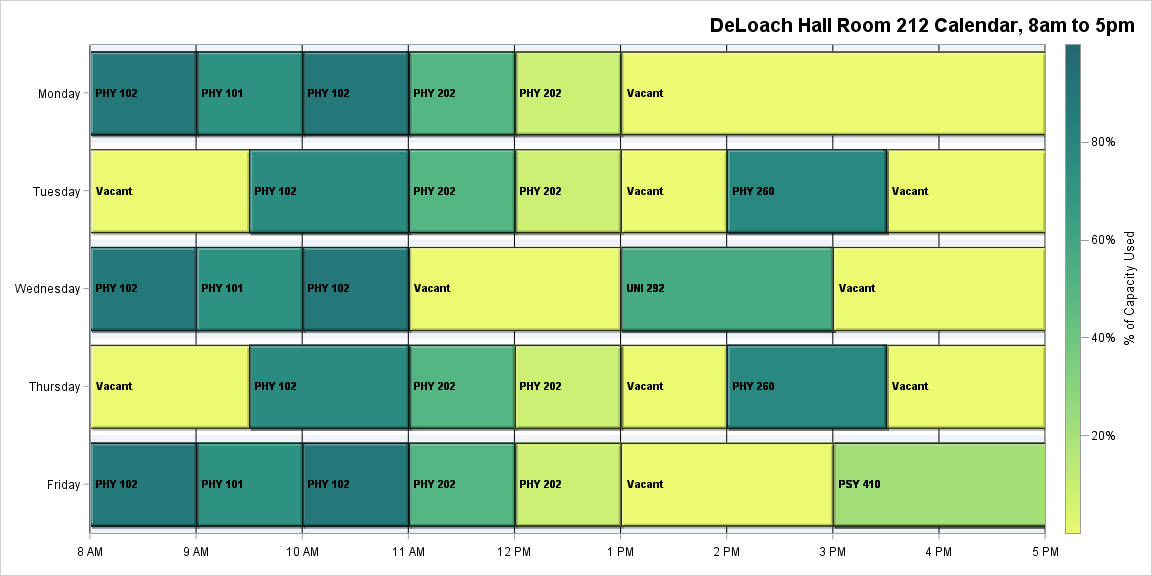 DeLoach Hall Room 212 Calendar, 8am to 5pm
Monday
PHY 102
PHY 101
PHY 102
PHY 202
PHY 202
Vacant
Tuesday
Vacant
PHY 102
PHY 202
PHY 202
Vacant
PHY 260
Vacant
Wednesday
PHY 102
PHY 101
PHY 102
Vacant
UNI 292
Vacant
Thursday
Vacant
PHY 102
PHY 202
PHY 202
Vacant
PHY 260
Vacant
Friday
PHY 102
PHY 101
PHY 102
PHY 202
PHY 202
Vacant
PSY 410
8 AM
9 AM
10 AM
11 AM
12 PM
1 PM
2 PM
3 PM
4 PM
5 PM
80%
60%
40%
20%
% of Capacity Used